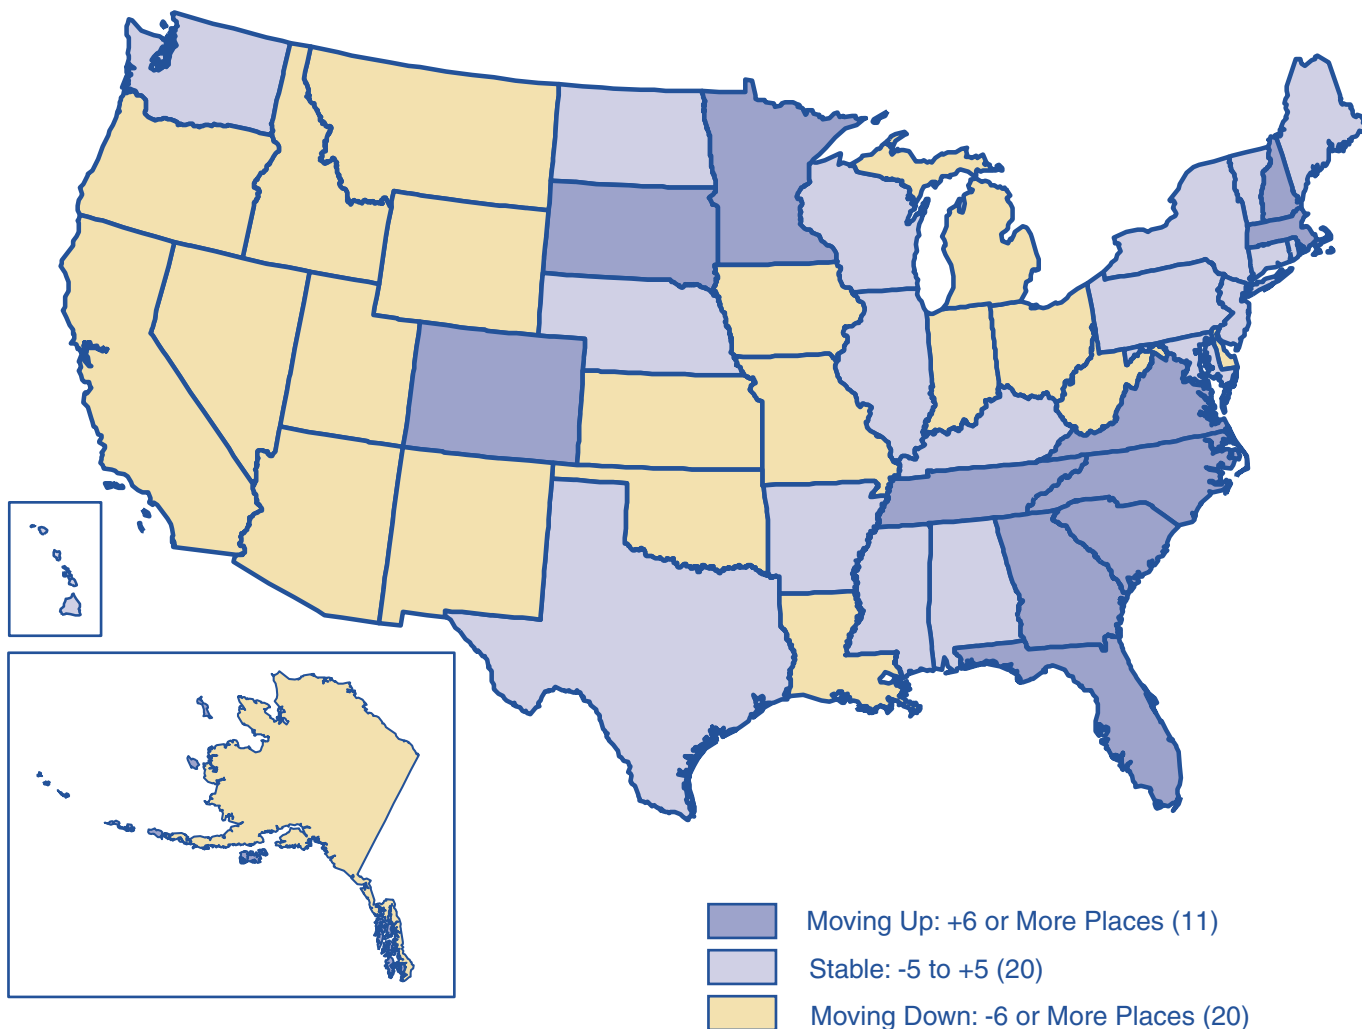 Moving Up: +6 or More Places (11)
Stable: -5 to +5 (20)
Moving Down: -6 or More Places (20)